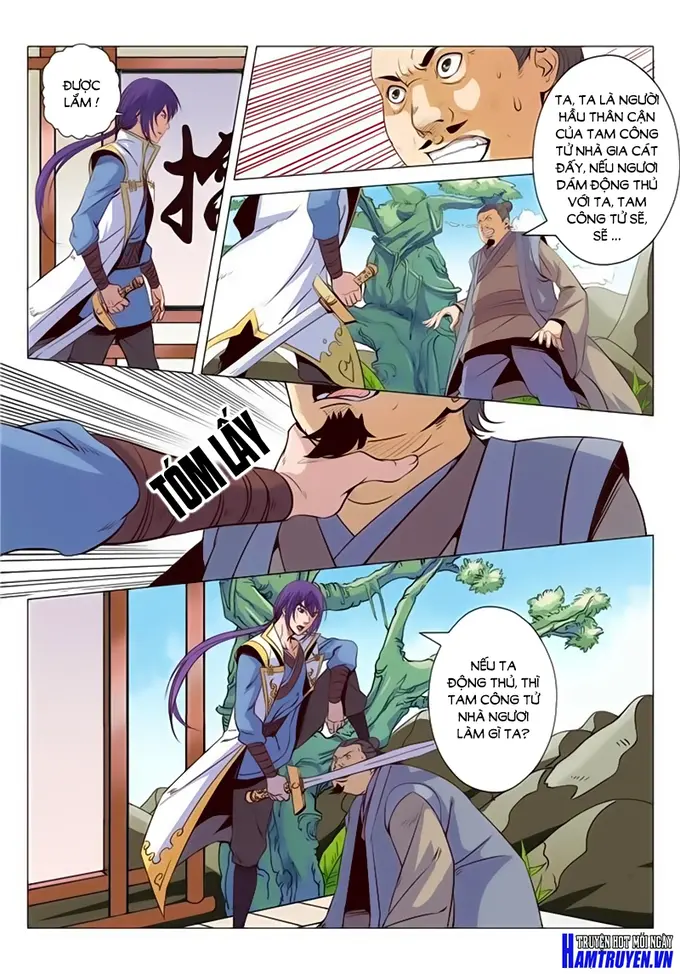 ĐƯỢC
LẮM !
TA, TA LÀ NGƯỜI
HẦU THÂN CẬN
CỦA TAM CÔNG
TỬ NHÀ GIA CÁT
ĐẤY, NẾU NGƯƠI
DÁM ĐỘNG THỦ
VỚI TA, TAM
CÔNG TỬ SẼ,
SẼ ...
TÓM LẤY
NẾU TA
ĐỘNG THỦ, THÌ
TAM CÔNG TỬ
NHÀ NGƯƠI
LÀM GÌ TA?
TRUYỆN HOT MỖI NGÀY
HAMTRUYEN.VN